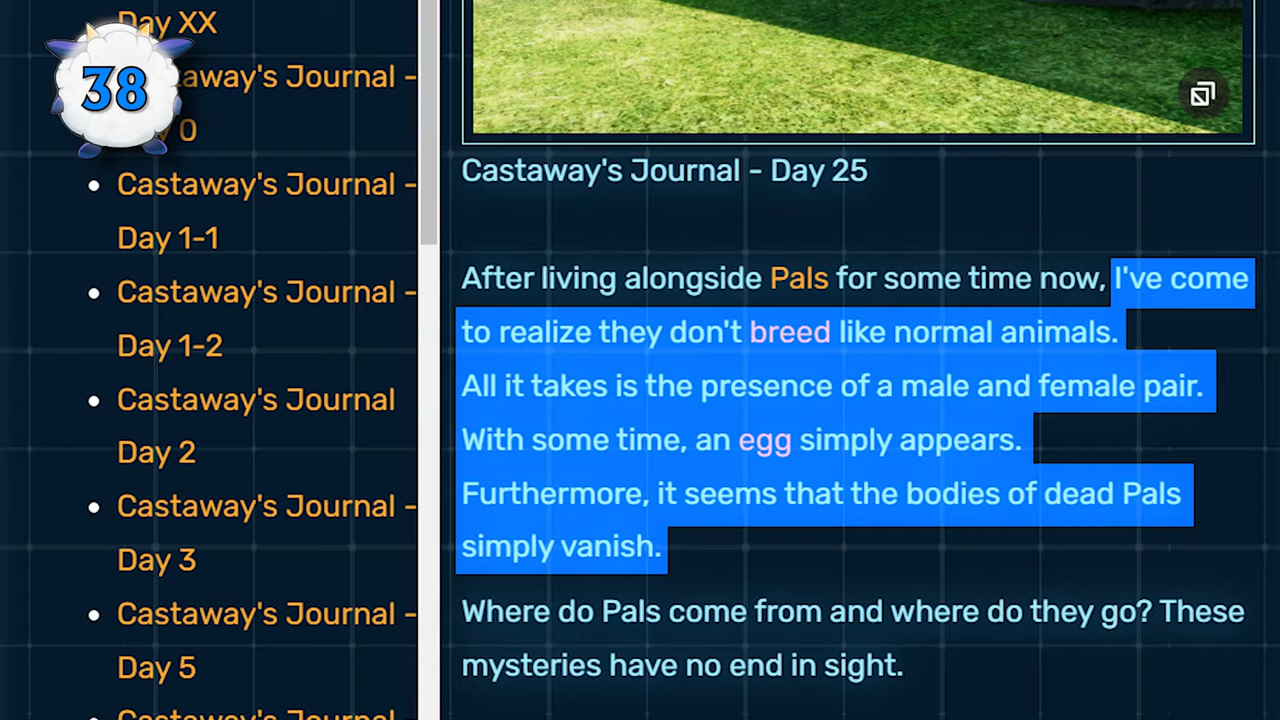 Day XX
38
away's Journal -
0
Castaway's Journal -
Day 1-1
Castaway's Journal -
Day 1-2
Castaway's Journal
Day 2
Castaway's Journal -
Day 3
Castaway's Journal -
Day 5
Castaway's Journal
Castaway's Journal - Day 25
After living alongside Pals for some time now, I've come
to realize they don't breed like normal animals.
All it takes is the presence of a male and female pair.
With some time, an egg simply appears.
Furthermore, it seems that the bodies of dead Pals
simply vanish.
Where do Pals come from and where do they go? These
mysteries have no end in sight.